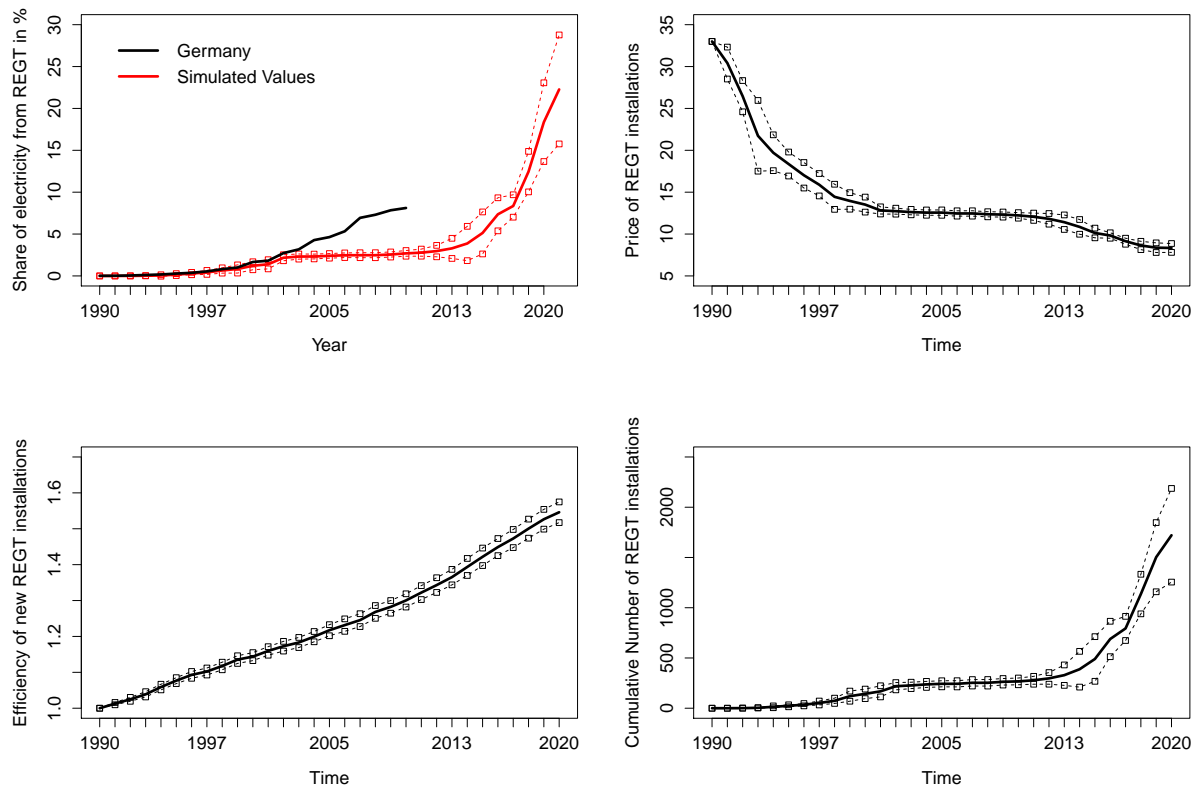 Share of electricity from REGT in %
30
25
20
15
10
5
0
Germany
Simulated Values
1990 1997 2005 2013 2020
Year
Price of REGT installations
35
30
25
20
15
10
5
1990 1997 2005 2013 2020
Time
Efficiency of new REGT installations
1.6
1.4
1.2
1.0
1990 1997 2005 2013 2020
Time
Cumulative Number of REGT installations
2000
1000
500
0
1990 1997 2005 2013 2020
Time